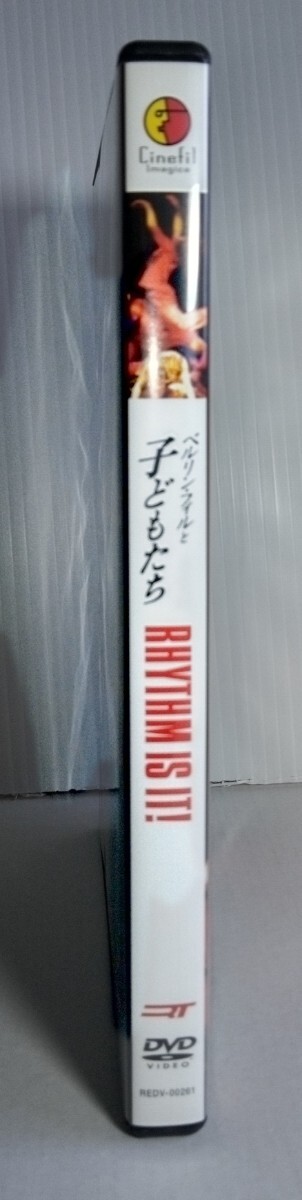 Cinefil
Imagica
ベルリン・フィルと
子どもたち
RHYTHM IS IT!
DVD
VIDEO
REDV-00261